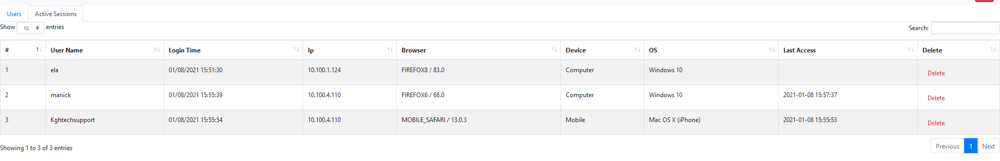 Users Active Sessions
Show 10 entries Search:
# User Name Login Time Ip Browser Device OS Last Access Delete
1 ela 01/08/2021 15:51:30 10.100.1.124 FIREFOX8 / 83.0 Computer Windows 10 Delete
2 manick 01/08/2021 15:55:39 10.100.4.110 FIREFOX6 / 68.0 Computer Windows 10 2021-01-08 15:57:37 Delete
3 Kghtechsupport 01/08/2021 15:55:54 10.100.4.110 MOBILE_SAFARI / 13.0.3 Mobile Mac OS X (iPhone) 2021-01-08 15:55:53 Delete
Showing 1 to 3 of 3 entries Previous 1 Next